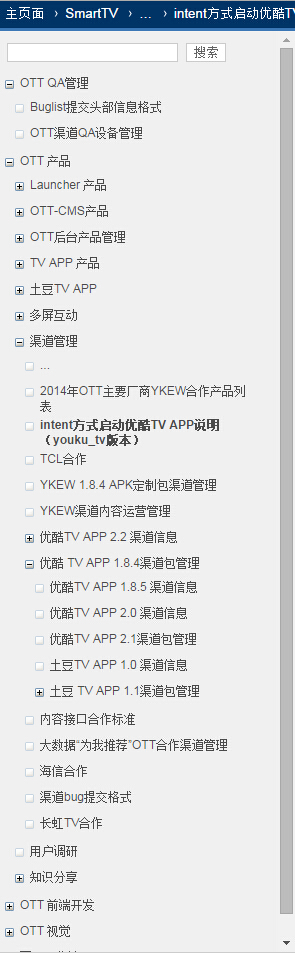 主页面 › SmartTV › ... › intent方式启动优酷T
搜索
OTT QA管理
Buglist提交头部信息格式
OTT渠道QA设备管理
OTT 产品
Launcher 产品
OTT-CMS产品
OTT后台产品管理
TV APP 产品
土豆TV APP
多屏互动
渠道管理
...
2014年OTT主要厂商YKEW合作产品列
表
intent方式启动优酷TV APP说明
（youku_tv版本）
TCL合作
YKEW 1.8.4 APK定制包渠道管理
YKEW渠道内容运营管理
优酷TV APP 2.2 渠道信息
优酷 TV APP 1.8.4渠道包管理
优酷TV APP 1.8.5 渠道信息
优酷TV APP 2.0 渠道信息
优酷TV APP 2.1渠道包管理
土豆TV APP 1.0 渠道信息
土豆 TV APP 1.1渠道包管理
内容接口合作标准
大数据“为我推荐”OTT合作渠道管理
海信合作
渠道bug提交格式
长虹TV合作
用户调研
知识分享
OTT 前端开发
OTT 视觉